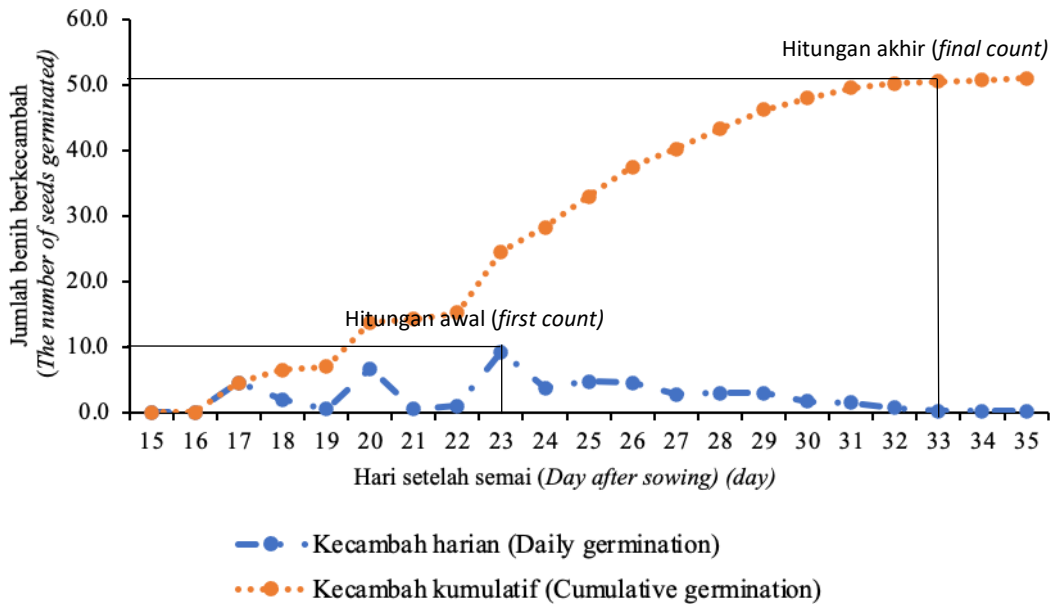 60.0
Hitungan akhir (final count)
50.0
40.0
30.0
20.0
Hitungan awal (first count)
10.0
0.0
Jumlah benih berkecambah
(The number of seeds germinated)
15 16 17 18 19 20 21 22 23 24 25 26 27 28 29 30 31 32 33 34 35
Hari setelah semai (Day after sowing) (day)
Kecambah harian (Daily germination)
Kecambah kumulatif (Cumulative germination)